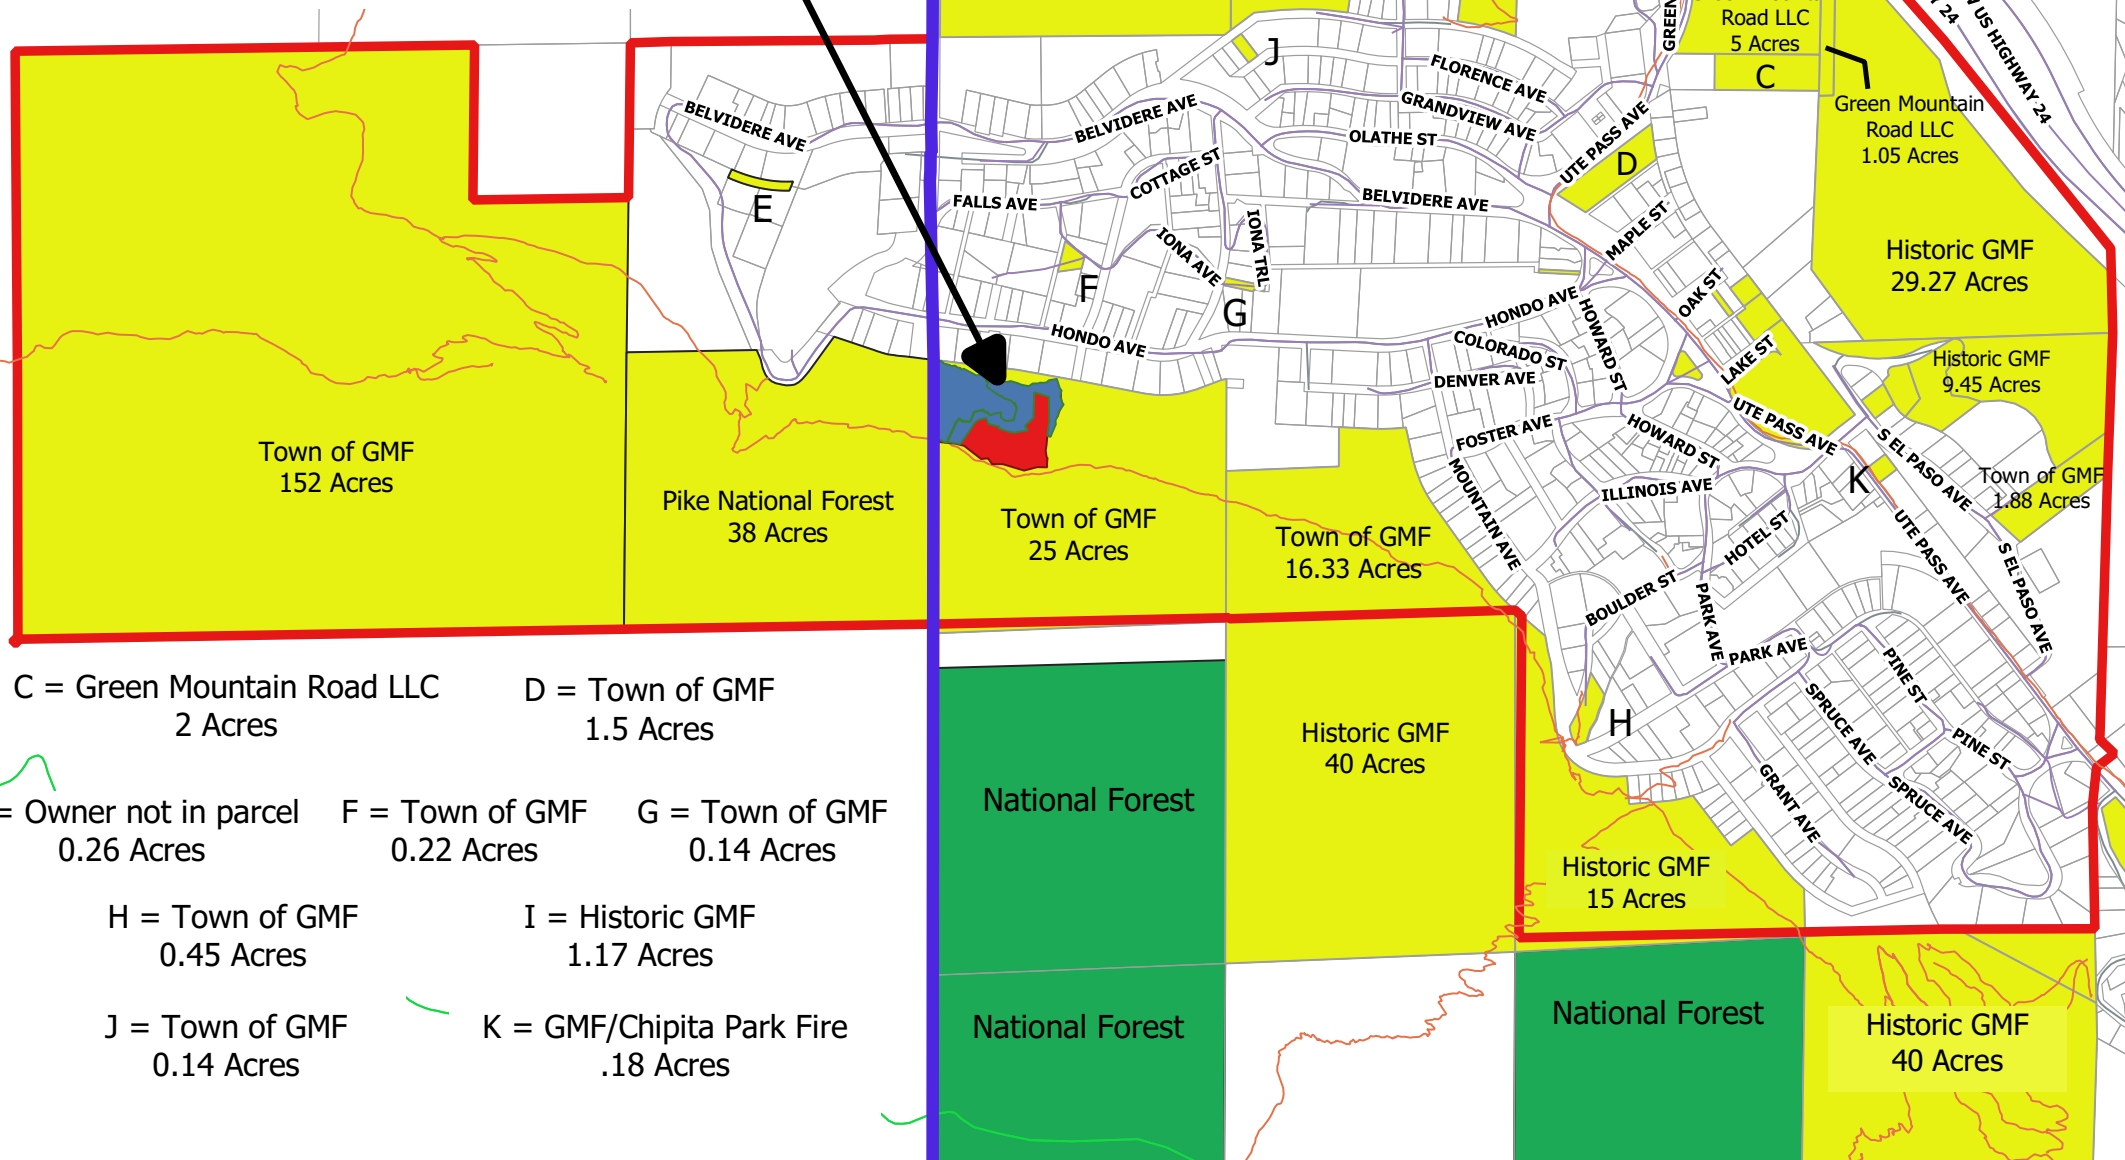 Road LLC
5 Acres
C
GREEN
Y 24
W US HIGHWAY 24
J
FLORENCE AVE
GRANDVIEW AVE
OLATHE ST
UTE PASS AVE
D
Green Mountain
Road LLC
1.05 Acres
BELVIDERE AVE
BELVIDERE AVE
COTTAGE ST
FALLS AVE
BELVIDERE AVE
E
IONA AVE
IONA TRL
MAPLE ST
Historic GMF
29.27 Acres
F
G
HONDO AVE
HONDO AVE
HOWARD ST
OAK ST
COLORADO ST
DENVER AVE
LAKE ST
Historic GMF
9.45 Acres
UTE PASS AVE
FOSTER AVE
HOWARD ST
S EL PASO AVE
K
Town of GMF
1.88 Acres
Town of GMF
152 Acres
Pike National Forest
38 Acres
Town of GMF
25 Acres
Town of GMF
16.33 Acres
MOUNTAIN AVE
ILLINOIS AVE
HOTEL ST
UTE PASS AVE
S EL PASO AVE
BOULDER ST
PARK AVE
PARK AVE
PINE ST
SPRUCE AVE
PINE ST
GRANT AVE
SPRUCE AVE
H
C = Green Mountain Road LLC
2 Acres
D = Town of GMF
1.5 Acres
= Owner not in parcel
0.26 Acres
F = Town of GMF
0.22 Acres
G = Town of GMF
0.14 Acres
H = Town of GMF
0.45 Acres
I = Historic GMF
1.17 Acres
J = Town of GMF
0.14 Acres
K = GMF/Chipita Park Fire
.18 Acres
National Forest
Historic GMF
40 Acres
Historic GMF
15 Acres
National Forest
National Forest
Historic GMF
40 Acres